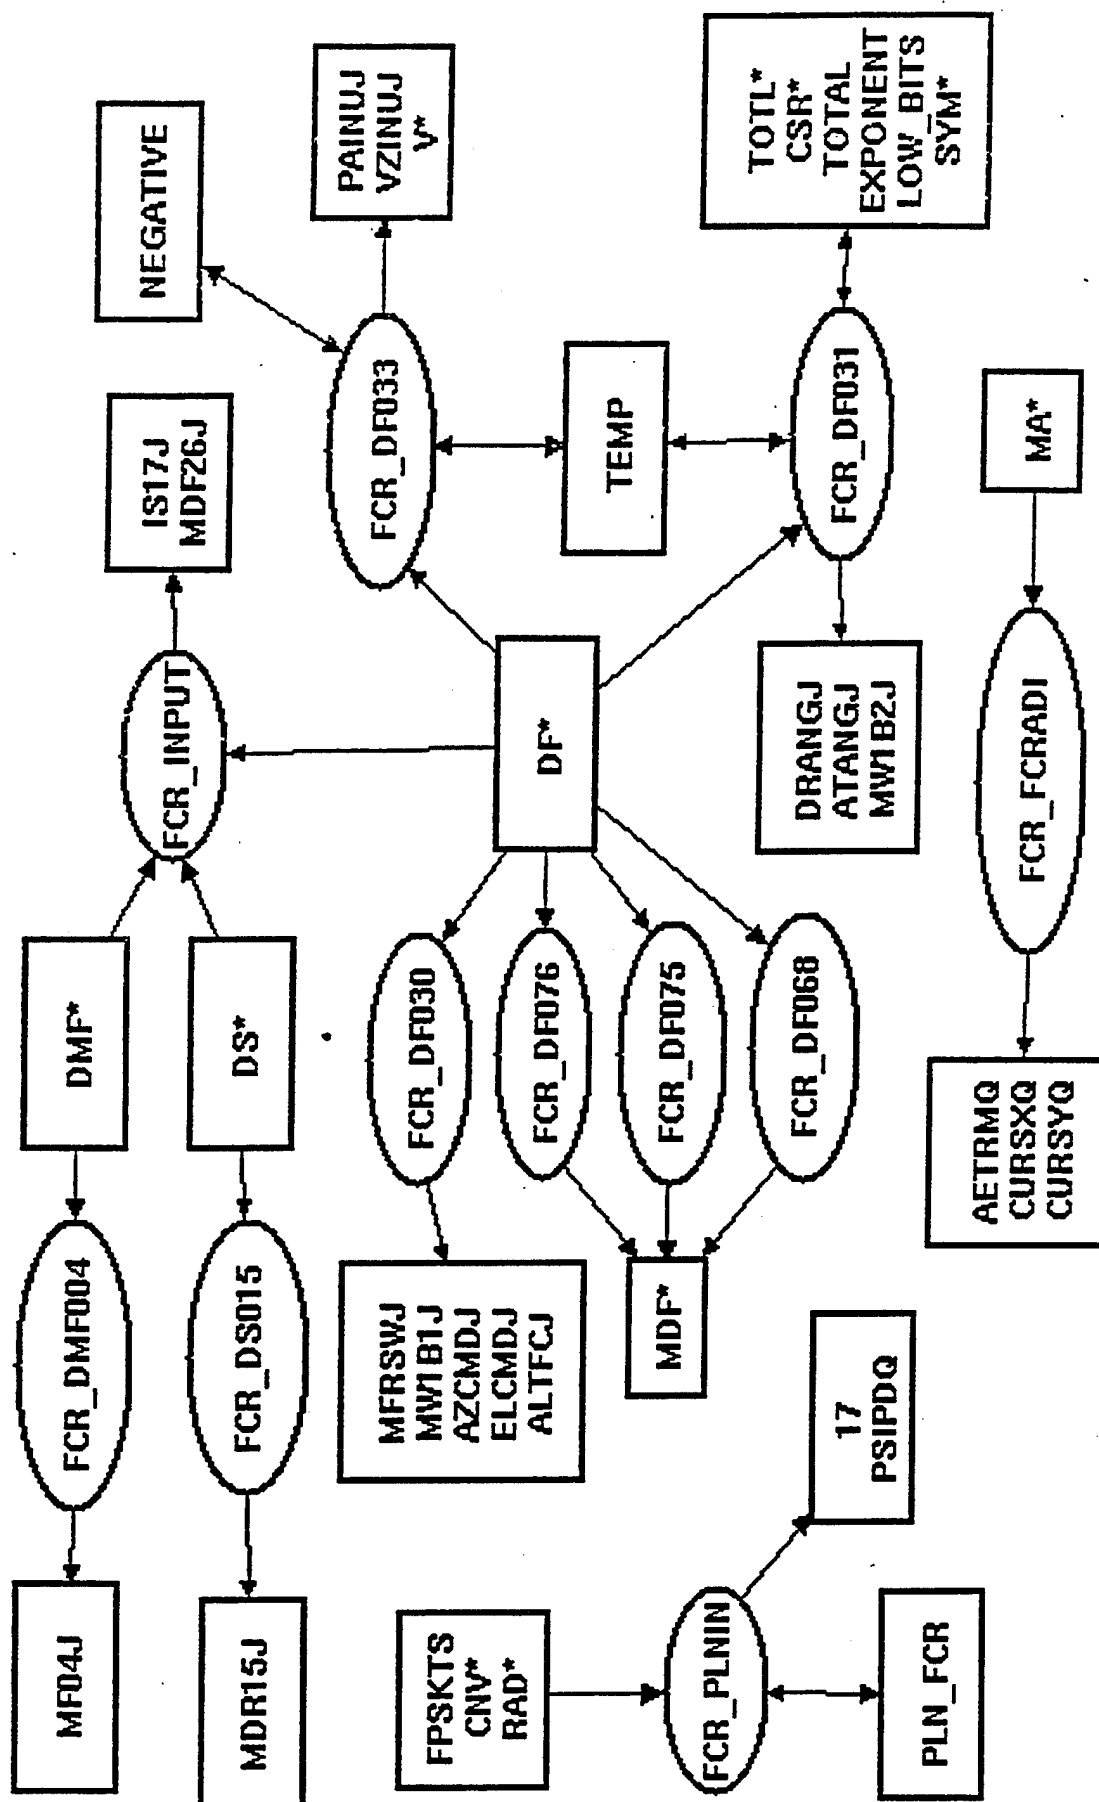 MF04J
FCR_DMF004
DMF*
IS17J
MDF26J
NEGATIVE
MDR15J
FCR_DS015
DS*
FCR_INPUT
PAINUJ
VZINUJ
V*
MFRSWJ
MW1B1J
AZCMDJ
ELCMDJ
ALTFCJ
FCR_DF030
FCR_DF033
FPSKTS
CNV*
RAD*
FCR_DF076
DF*
TEMP
MDF*
FCR_DF075
FCR_DF068
FCR_PLNIN
17
PSIPDQ
DRANGJ
ATANGJ
MW1B2J
FCR_DF031
TOTL*
CSR*
TOTAL
EXPONENT
LOW_BITS
SYM*
PLN_FCR
AETRMQ
CURSXQ
CURSYQ
FCR_FCRADI
MA*